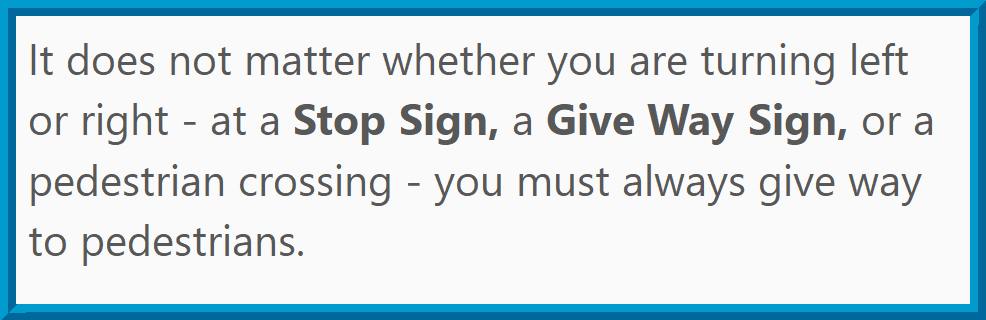 It does not matter whether you are turning left
or right - at a Stop Sign, a Give Way Sign, or a
pedestrian crossing - you must always give way
to pedestrians.